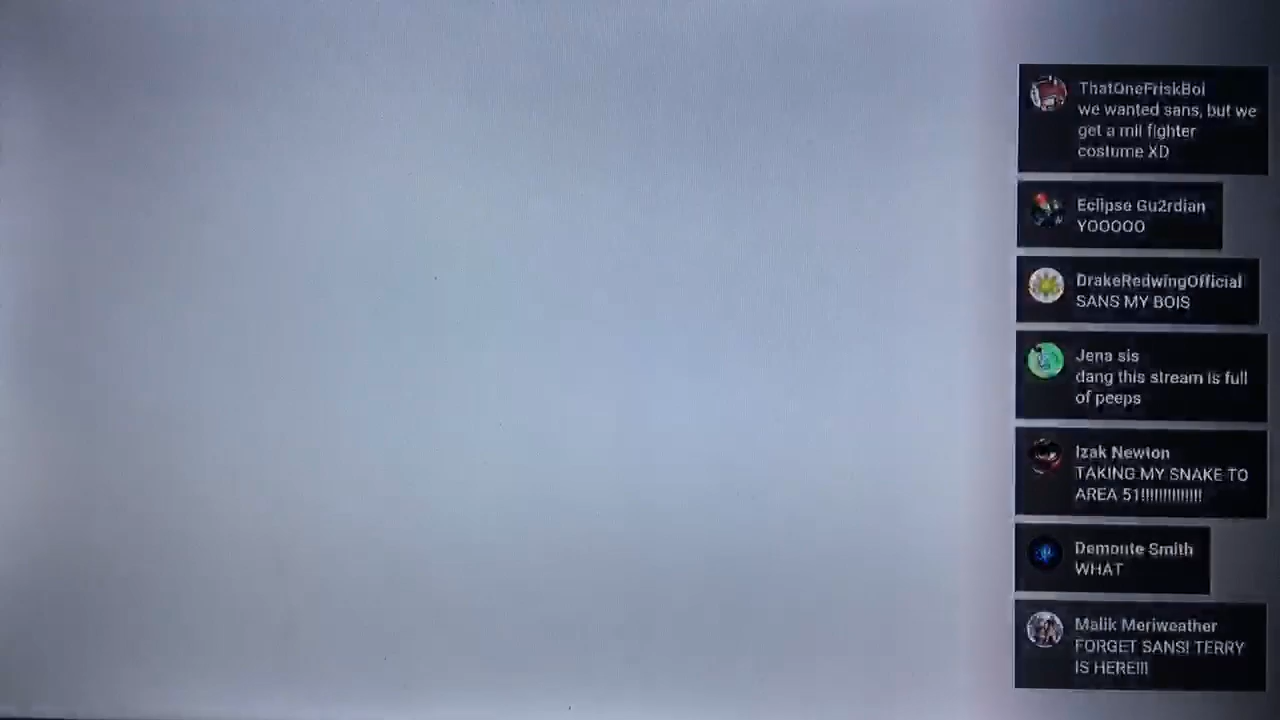 ThatOneFriskBoi
we wanted sans, but we
get a mii fighter
costume XD
Eclipse Gu2rdian
YOOOOO
DrakeRedwingOfficial
SANS MY BOIS
Jena sis
dang this stream is full
of peeps
Izak Newton
TAKING MY SNAKE TO
AREA 51!!!!!!!!!!!!!!
Demonte Smith
WHAT
Malik Meriweather
FORGET SANS! TERRY
IS HERE!!!